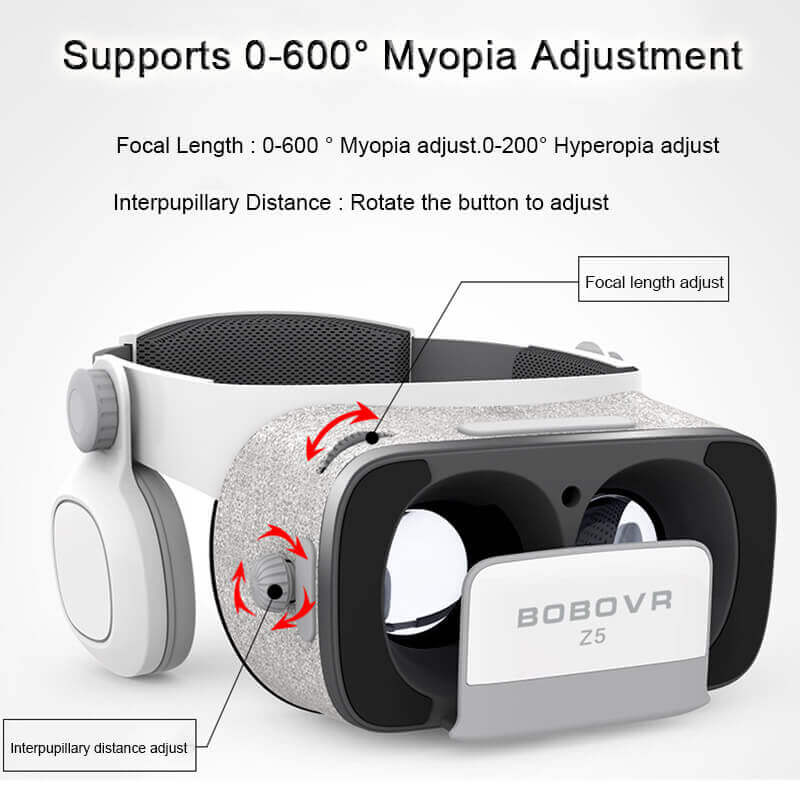 Supports 0-600° Myopia Adjustment
Focal Length : 0-600 ° Myopia adjust.0-200° Hyperopia adjust
Interpupillary Distance : Rotate the button to adjust
Focal length adjust
BOBOVR
Z5
Interpupillary distance adjust